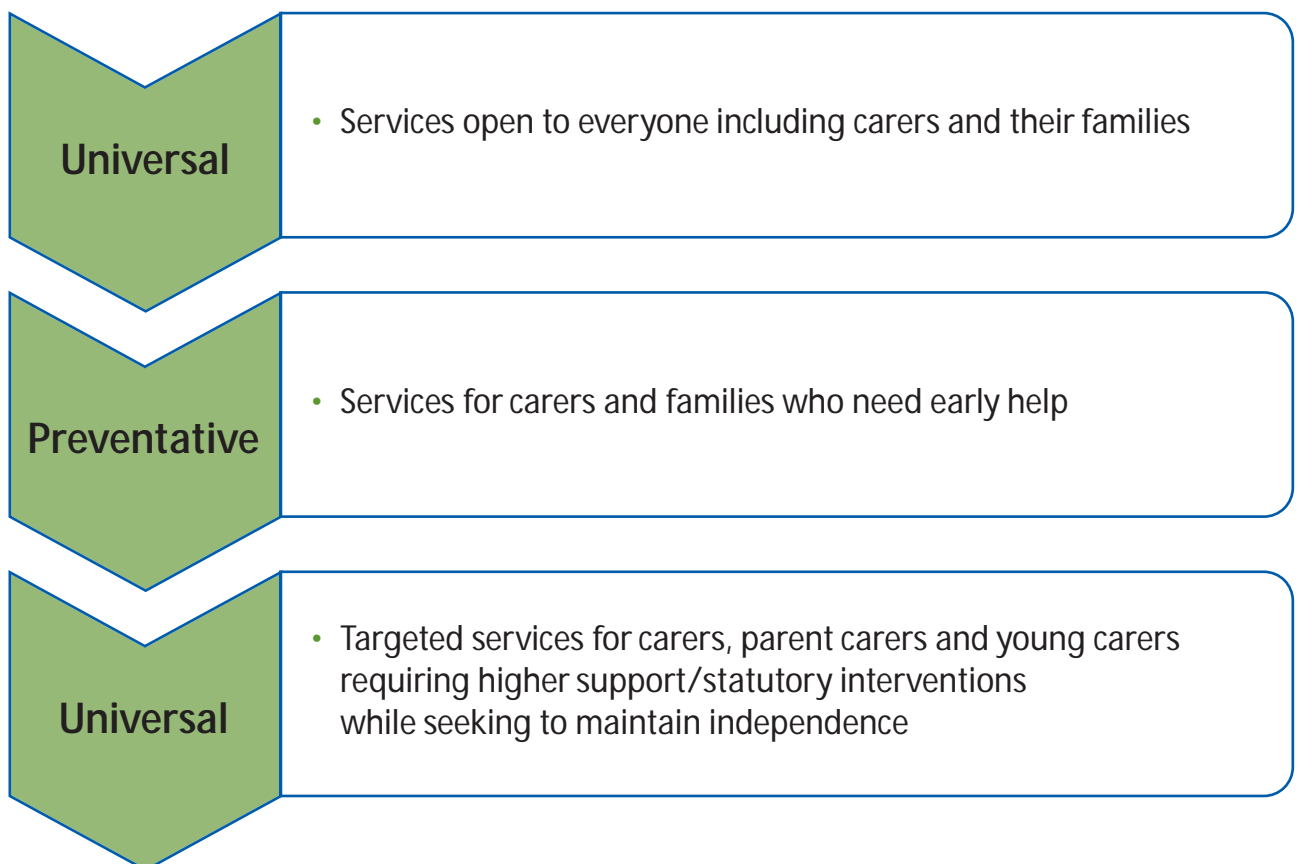 Universal
• Services open to everyone including carers and their families
Preventative
• Services for carers and families who need early help
Universal
• Targeted services for carers, parent carers and young carers
requiring higher support/statutory interventions
while seeking to maintain independence